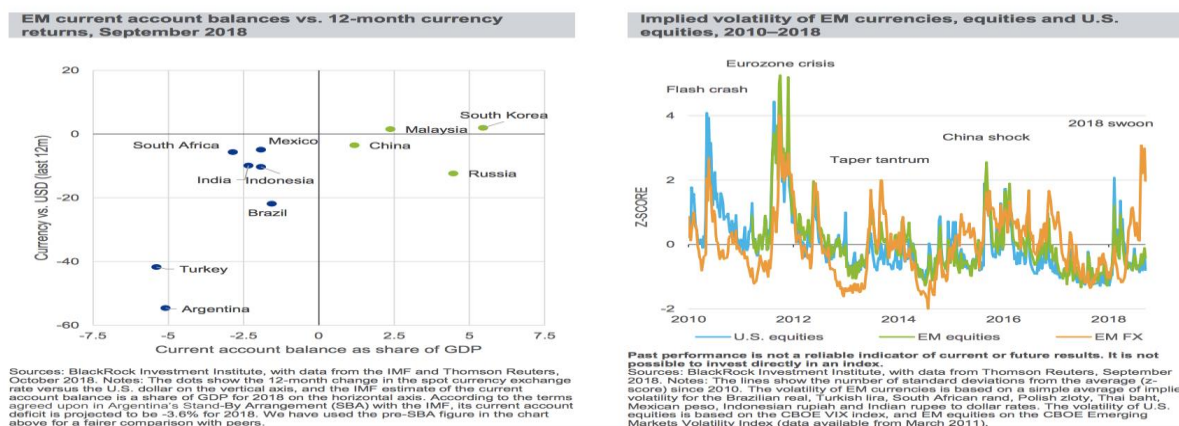 EM current account balances vs. 12-month currency
returns, September 2018
20
0
-20
-40
-60
Currency vs. USD (last 12m)
South Korea
Malaysia
China
Russia
South Africa
Mexico
India
Indonesia
Brazil
Turkey
Argentina
-7.5
-5
-2.5
0
2.5
5
7.5
Current account balance as share of GDP
Sources: BlackRock Investment Institute, with data from the IMF and Thomson Reuters,
October 2018. Notes: The dots show the 12-month change in the spot currency exchange
rate versus the U.S. dollar on the vertical axis, and the IMF estimate of the current
account balance is a share of GDP for 2018 on the horizontal axis. According to the terms
agreed upon in Argentina's Stand-By Arrangement (SBA) with the IMF, its current account
deficit is projected to be -3.6% for 2018. We have used the pre-SBA figure in the chart
above for a fairer comparison with peers.
Implied volatility of EM currencies, equities and U.S.
equities, 2010–2018
Eurozone crisis
Flash crash
2018 swoon
China shock
Taper tantrum
4
2
0
-2
Z-SCORE
2010
2012
2014
2016
2018
U.S. equities
EM equities
EM FX
Past performance is not a reliable indicator of current or future results. It is not
possible to invest directly in an index.
Sources: BlackRock Investment Institute, with data from Thomson Reuters, September
2018. Notes: The lines show the number of standard deviations from the average (z-
score) since 2010. The volatility of EM currencies is based on a simple average of implied
volatility for the Brazilian real, Turkish lira, South African rand, Polish zloty, Thai baht,
Mexican peso, Indonesian rupiah and Indian rupee to dollar rates. The volatility of U.S.
equities is based on the CBOE VIX index, and EM equities on the CBOE Emerging
Markets Volatility Index (data available from March 2011).